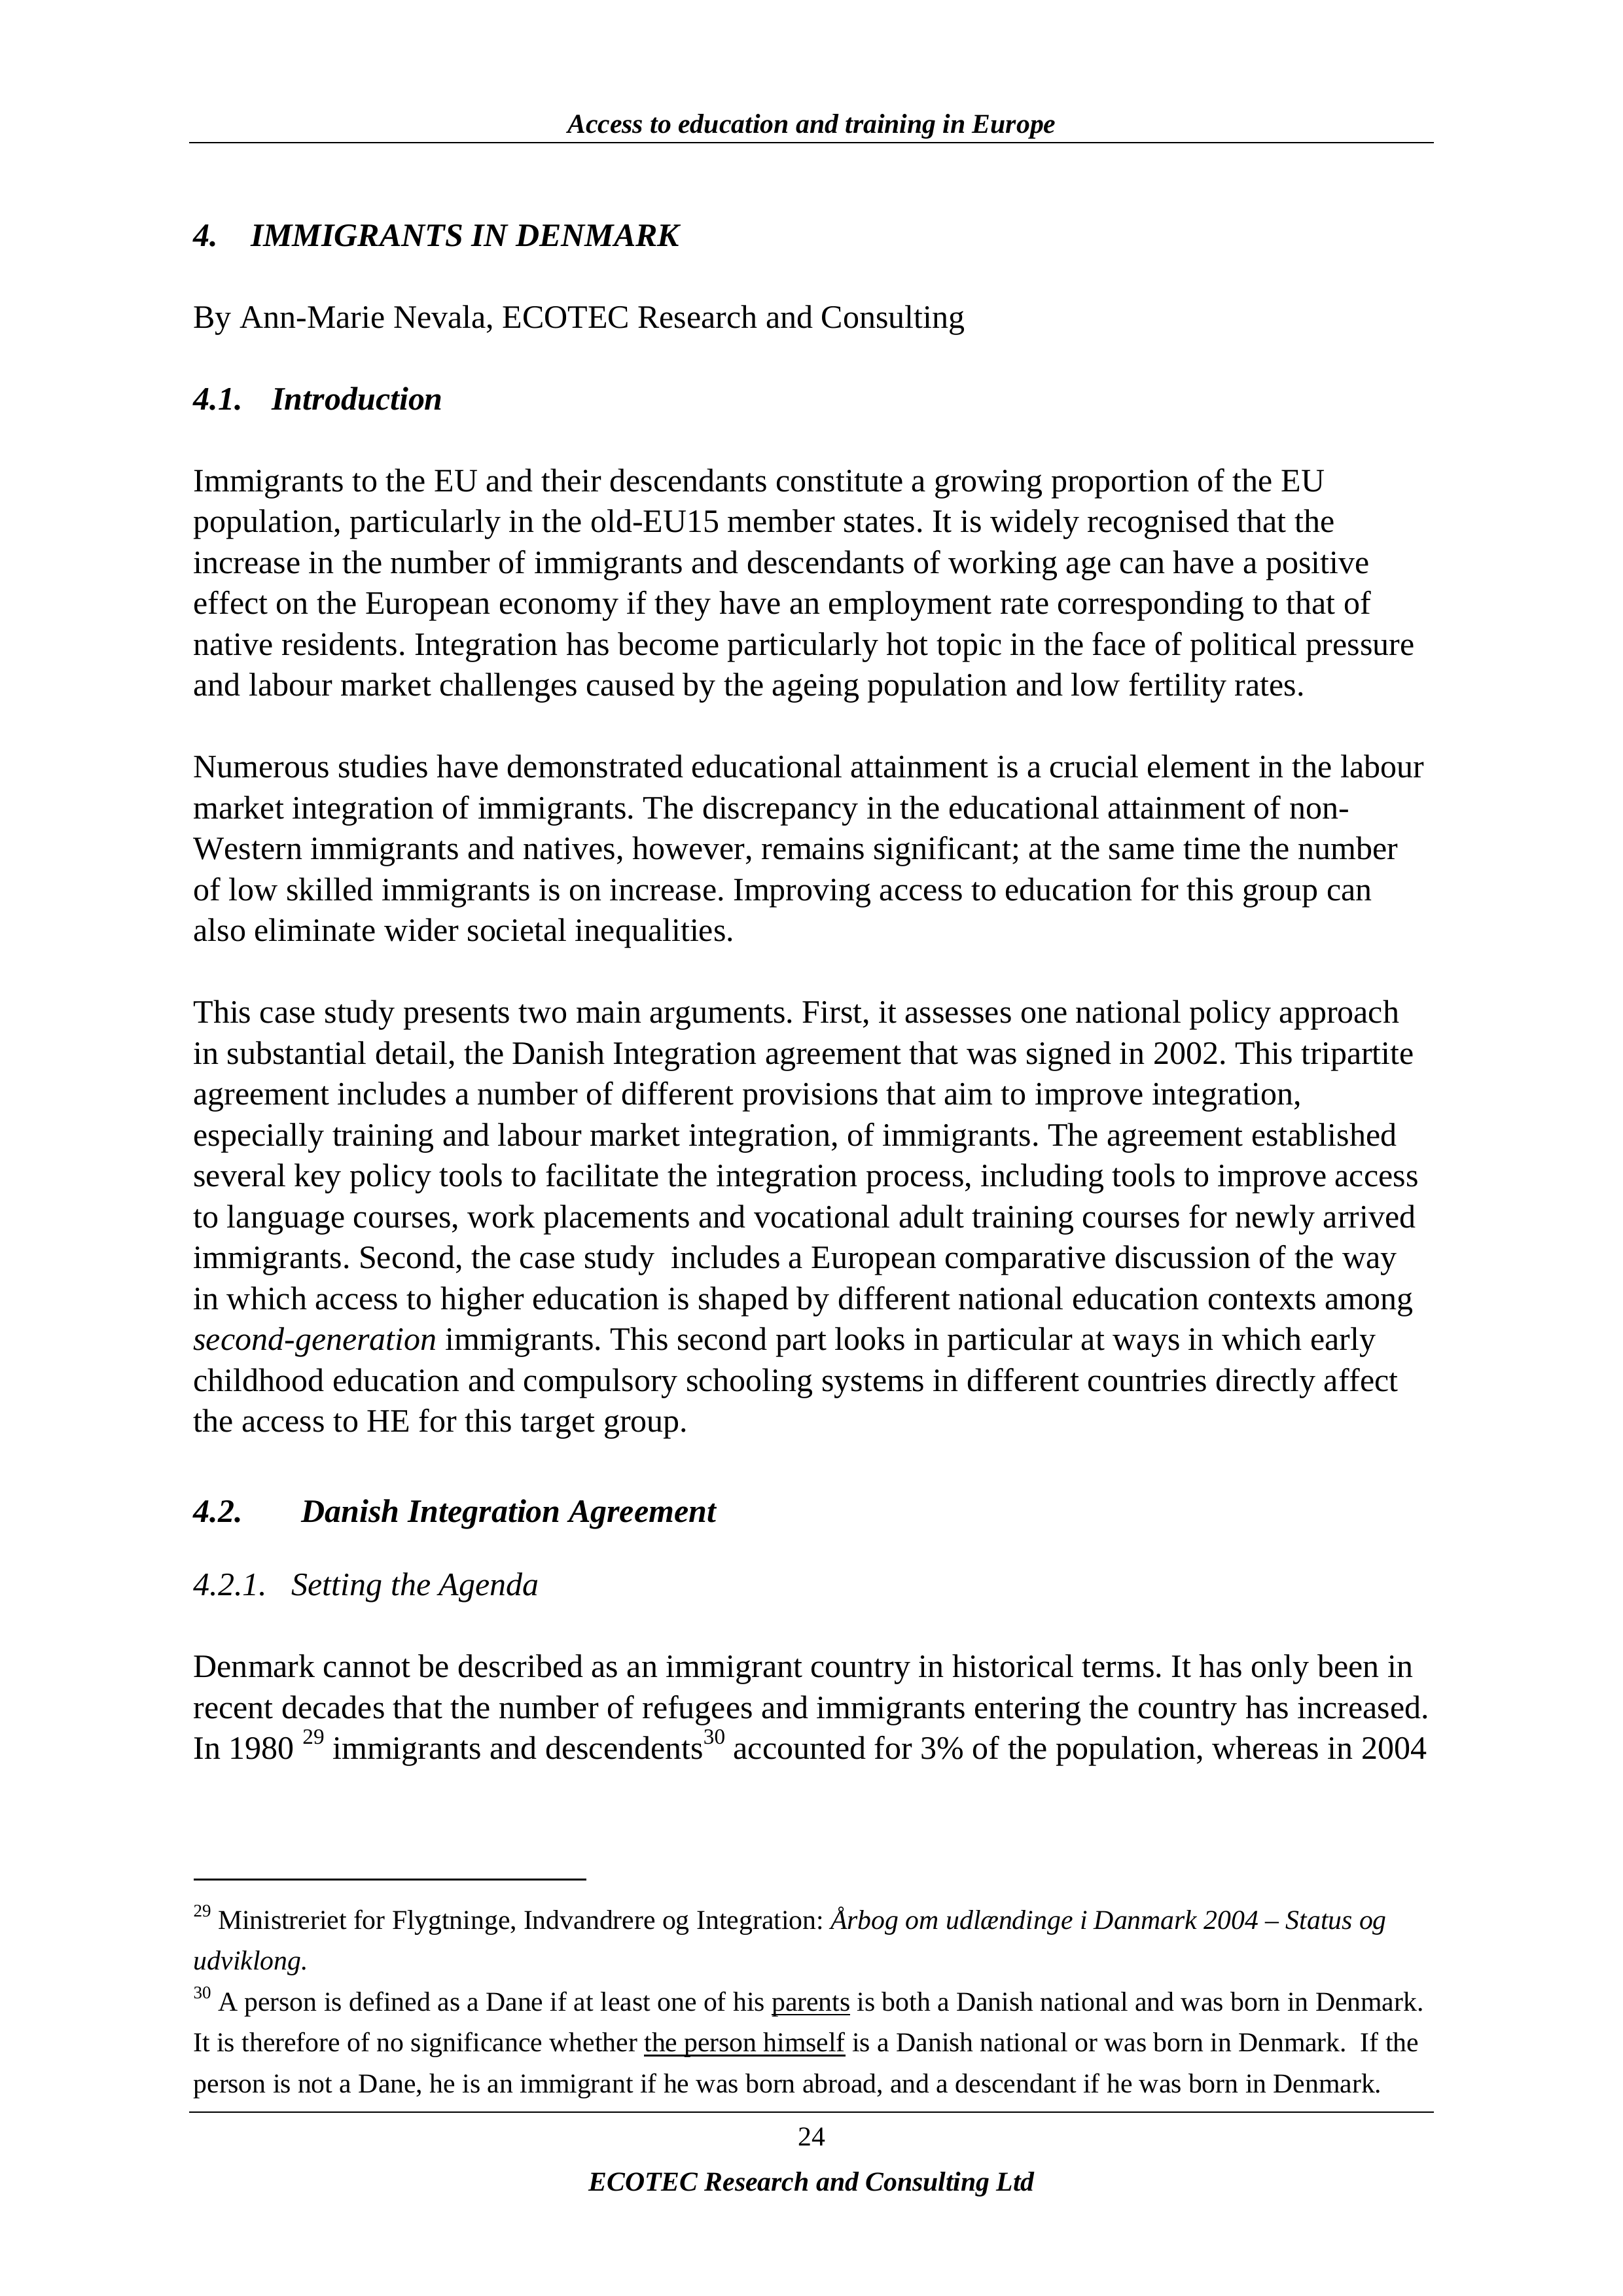 Access to education and training in Europe
4. IMMIGRANTS IN DENMARK
By Ann-Marie Nevala, ECOTEC Research and Consulting
4.1. Introduction
Immigrants to the EU and their descendants constitute a growing proportion of the EU
population, particularly in the old-EU15 member states. It is widely recognised that the
increase in the number of immigrants and descendants of working age can have a positive
effect on the European economy if they have an employment rate corresponding to that of
native residents. Integration has become particularly hot topic in the face of political pressure
and labour market challenges caused by the ageing population and low fertility rates.
Numerous studies have demonstrated educational attainment is a crucial element in the labour
market integration of immigrants. The discrepancy in the educational attainment of non-
Western immigrants and natives, however, remains significant; at the same time the number
of low skilled immigrants is on increase. Improving access to education for this group can
also eliminate wider societal inequalities.
This case study presents two main arguments. First, it assesses one national policy approach
in substantial detail, the Danish Integration agreement that was signed in 2002. This tripartite
agreement includes a number of different provisions that aim to improve integration,
especially training and labour market integration, of immigrants. The agreement established
several key policy tools to facilitate the integration process, including tools to improve access
to language courses, work placements and vocational adult training courses for newly arrived
immigrants. Second, the case study  includes a European comparative discussion of the way
in which access to higher education is shaped by different national education contexts among
second-generation immigrants. This second part looks in particular at ways in which early
childhood education and compulsory schooling systems in different countries directly affect
the access to HE for this target group.
4.2. Danish Integration Agreement
4.2.1. Setting the Agenda
Denmark cannot be described as an immigrant country in historical terms. It has only been in
recent decades that the number of refugees and immigrants entering the country has increased.
In 1980 29 immigrants and descendents30 accounted for 3% of the population, whereas in 2004
29 Ministreriet for Flygtninge, Indvandrere og Integration: Årbog om udlændinge i Danmark 2004 – Status og
udviklong.
30 A person is defined as a Dane if at least one of his parents is both a Danish national and was born in Denmark.
It is therefore of no significance whether the person himself is a Danish national or was born in Denmark.  If the
person is not a Dane, he is an immigrant if he was born abroad, and a descendant if he was born in Denmark.
24
ECOTEC Research and Consulting Ltd